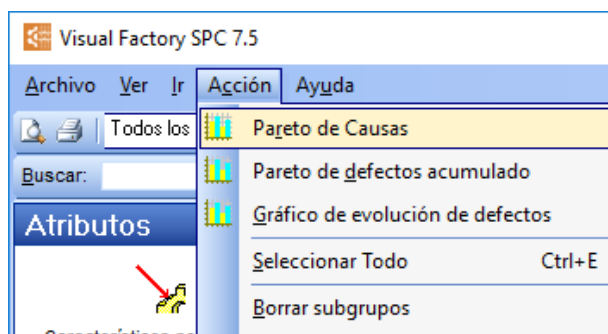 Visual Factory SPC 7.5
Archivo Ver Ir Acción Ayuda
Todos los
Pareto de Causas
Buscar:
Pareto de defectos acumulado
Gráfico de evolución de defectos
Atributos
Seleccionar Todo Ctrl+E
Borrar subgrupos